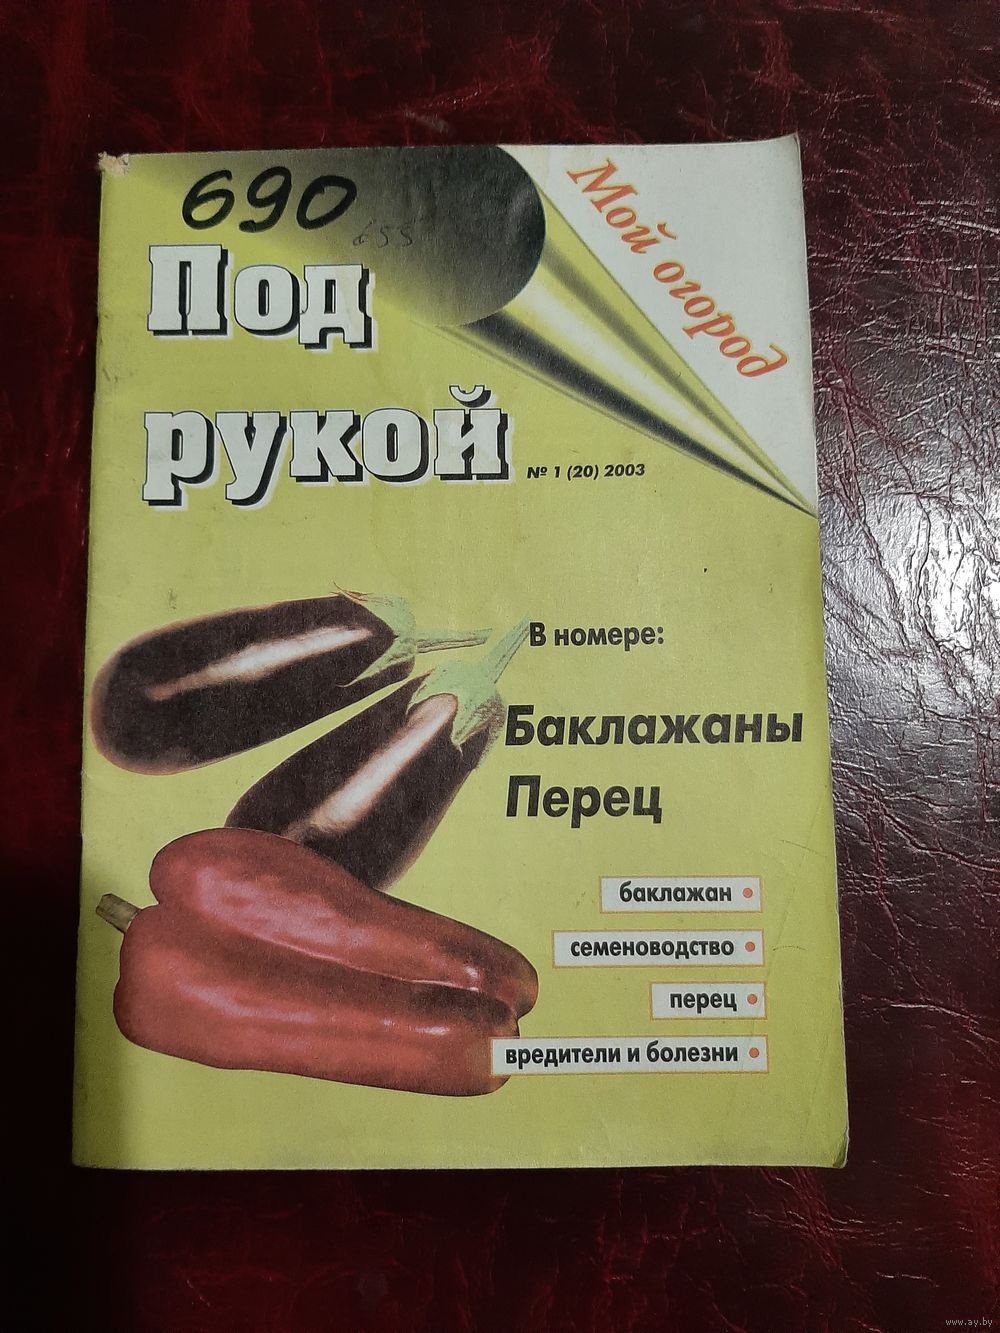 690
655
Мой огород
Под
рукой
№ 1 (20) 2003
В номере:
Баклажаны
Перец
баклажан
семеноводство
перец
вредители и болезни
www.ay.by